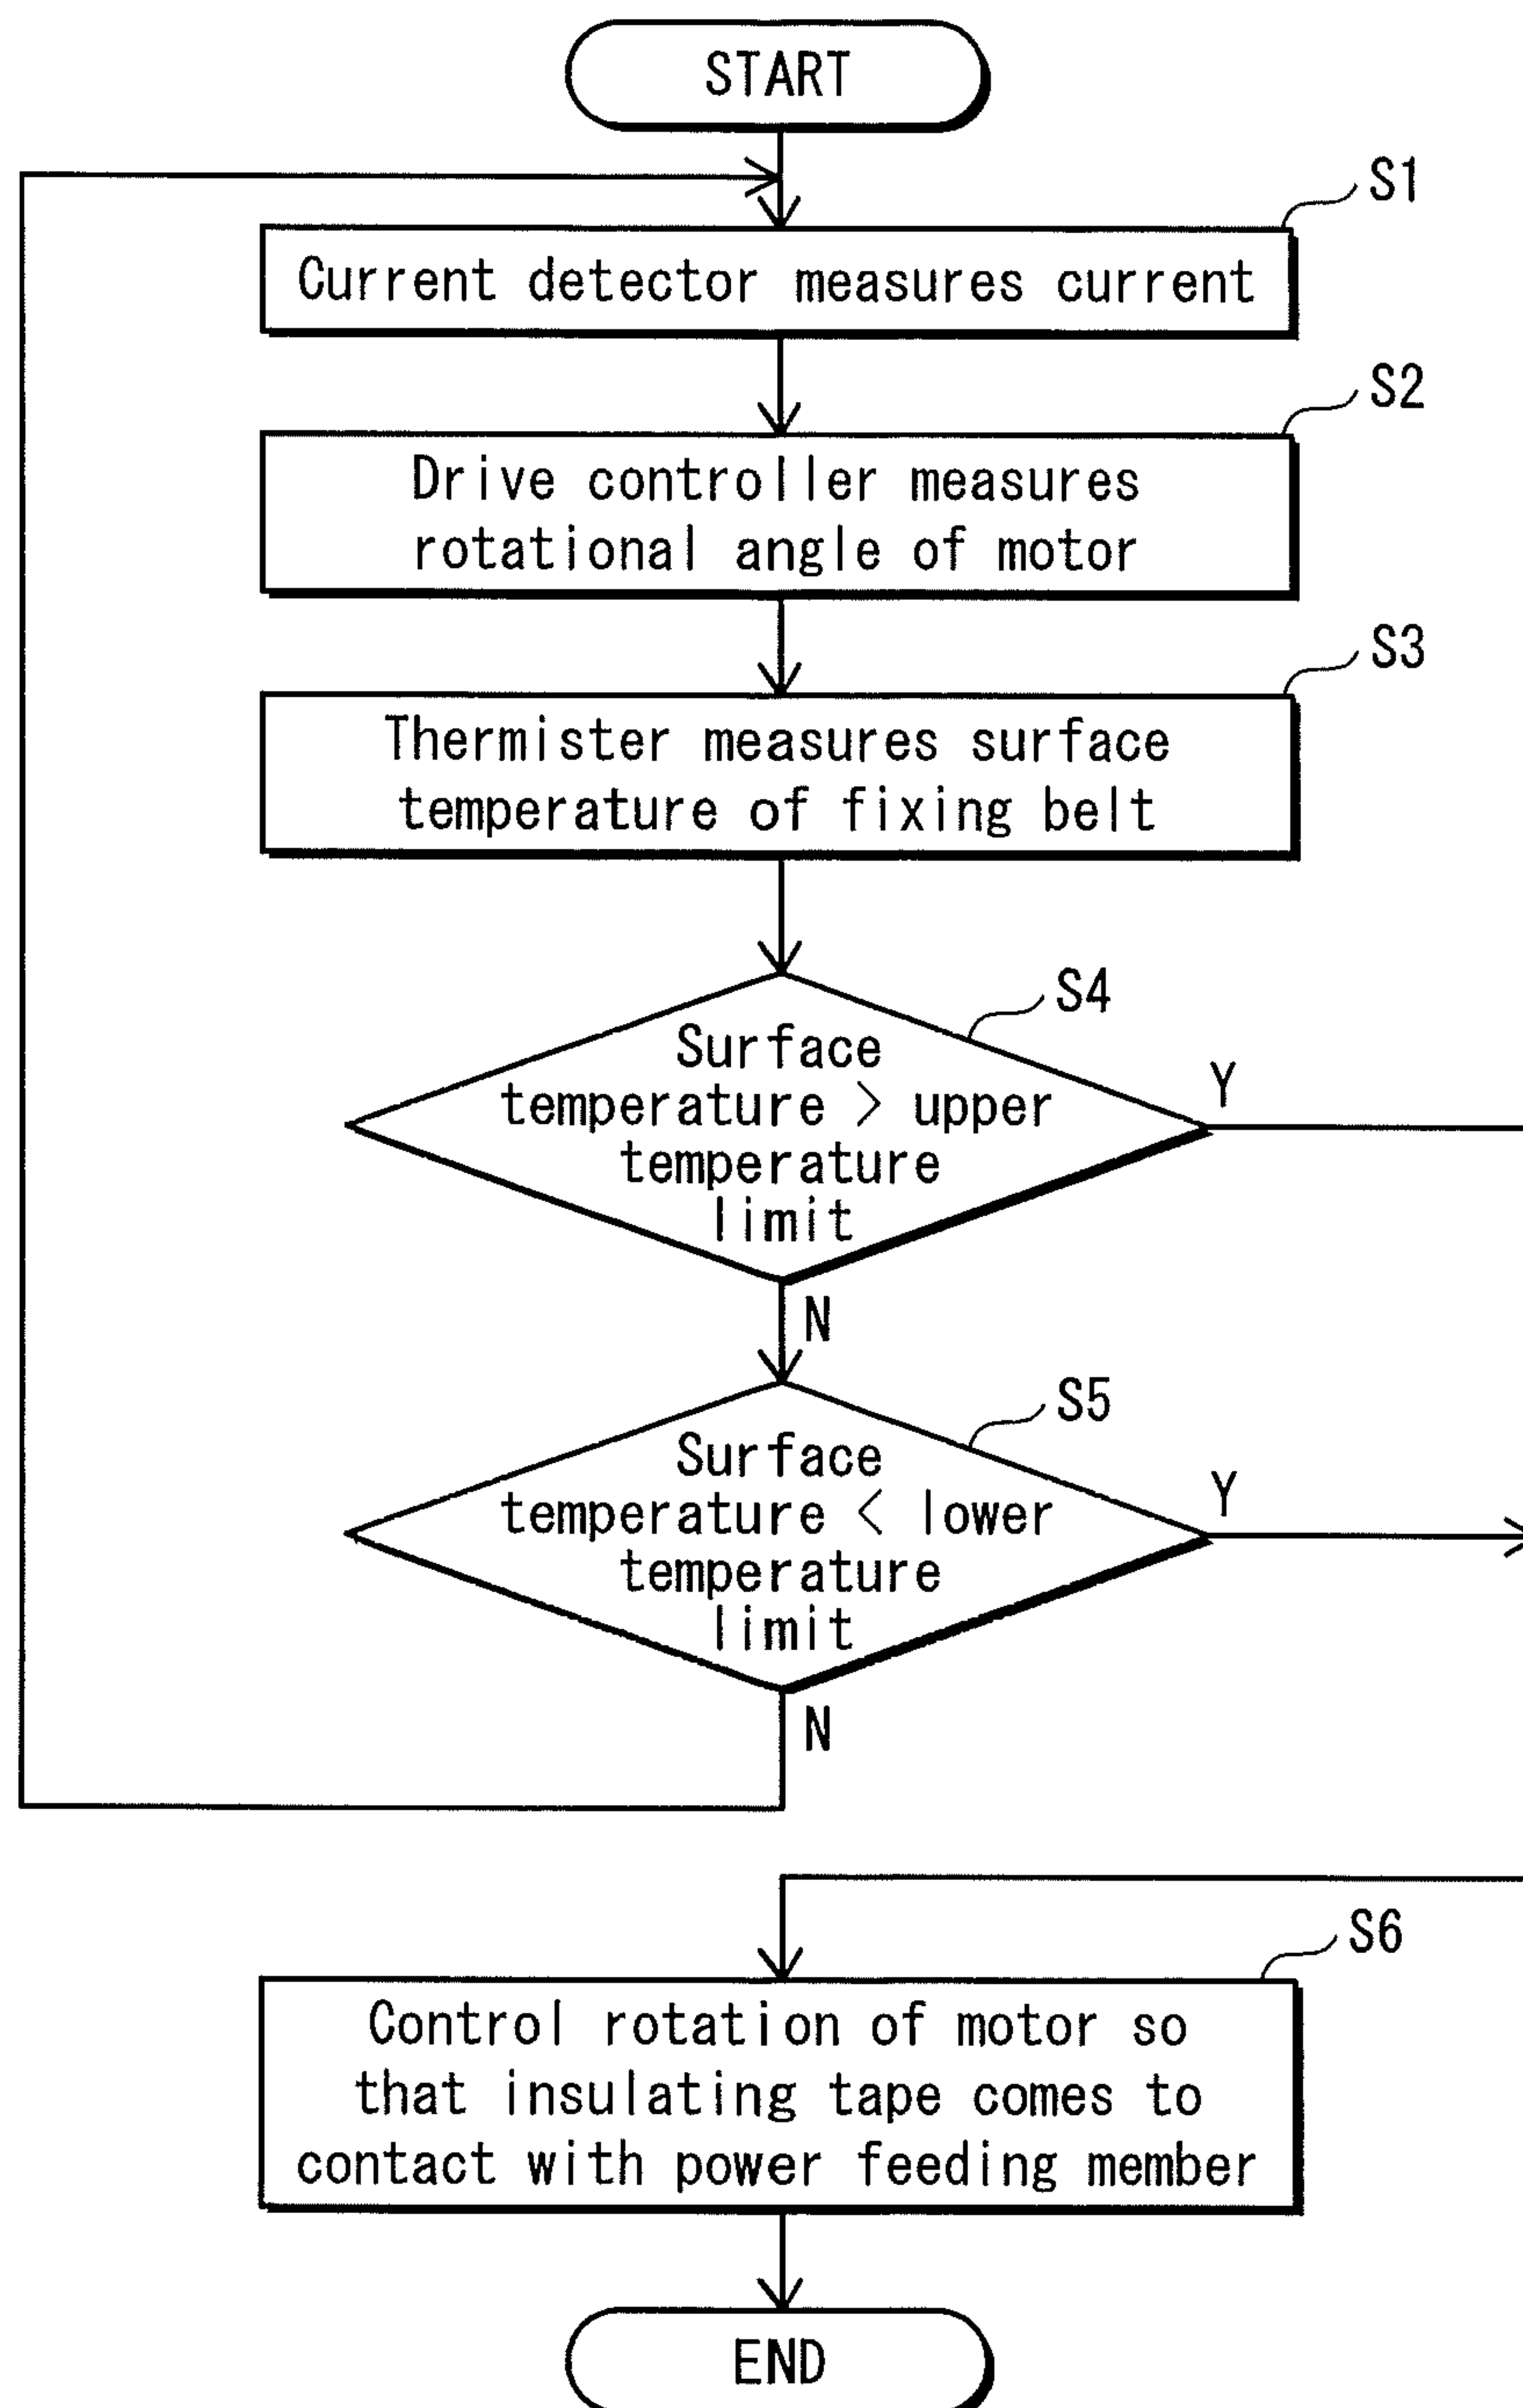 START
S1
Current detector measures current
S2
Drive controller measures
rotational angle of motor
S3
Thermister measures surface
temperature of fixing belt
S4
Surface
temperature > upper
temperature
limit
Y
N
S5
Surface
temperature < lower
temperature
limit
Y
N
S6
Control rotation of motor so
that insulating tape comes to
contact with power feeding member
END